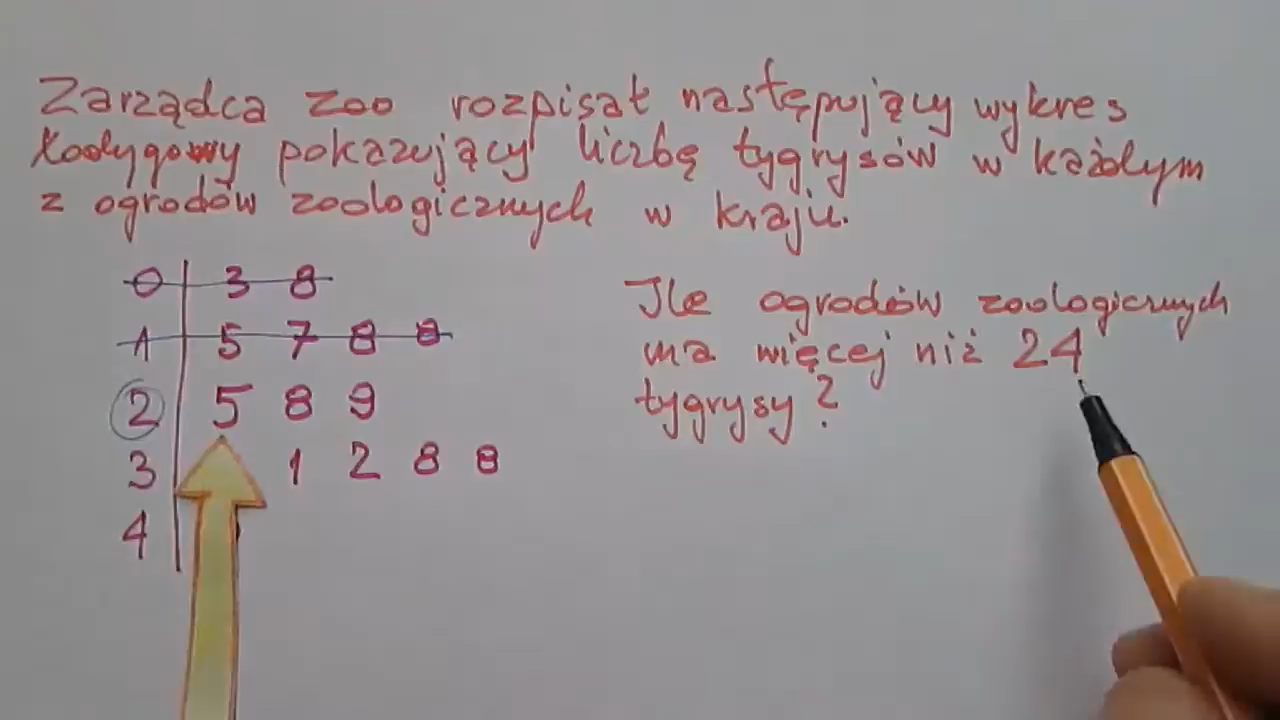 Zarządca zoo rozpisał następujący wykres
łodygowy pokazujący liczbę tygrysów w każdym
z ogrodów zoologicznych w kraju.
0 3 8
1 5 7 8 8
2 5 8 9
3 1 2 8 8
4
Ile ogrodów zoologicznych
ma więcej niż 24
tygrysy?